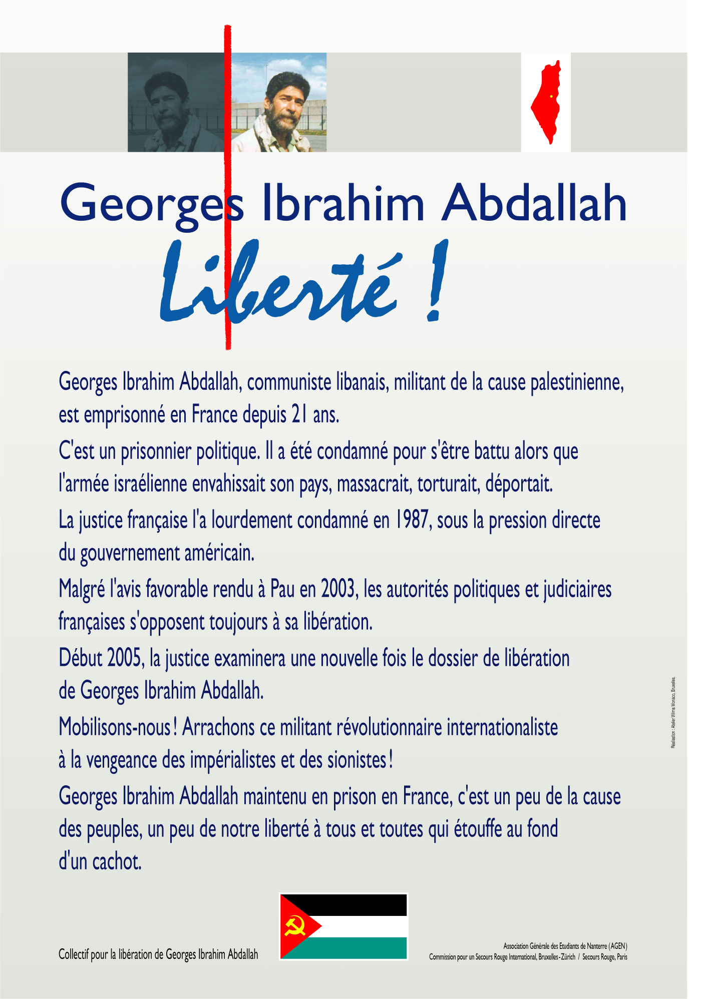 Georges Ibrahim Abdallah
Liberté !
Georges Ibrahim Abdallah, communiste libanais, militant de la cause palestinienne,
est emprisonné en France depuis 21 ans.
C'est un prisonnier politique. Il a été condamné pour s'être battu alors que
l'armée israélienne envahissait son pays, massacrait, torturait, déportait.
La justice française l'a lourdement condamné en 1987, sous la pression directe
du gouvernement américain.
Malgré l'avis favorable rendu à Pau en 2003, les autorités politiques et judiciaires
françaises s'opposent toujours à sa libération.
Début 2005, la justice examinera une nouvelle fois le dossier de libération
de Georges Ibrahim Abdallah.
Mobilisons-nous ! Arrachons ce militant révolutionnaire internationaliste
à la vengeance des impérialistes et des sionistes !
Georges Ibrahim Abdallah maintenu en prison en France, c'est un peu de la cause
des peuples, un peu de notre liberté à tous et toutes qui étouffe au fond
d'un cachot.
Collectif pour la libération de Georges Ibrahim Abdallah
Association Générale des Etudiants de Nanterre (AGEN)
Commission pour un Secours Rouge International, Bruxelles-Zürich / Secours Rouge, Paris
Réalisation : Atelier Wilma Monaco, Bruxelles.